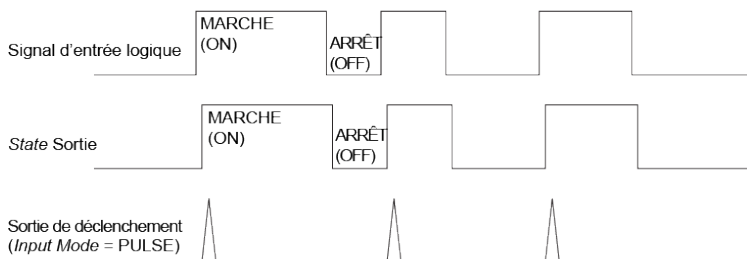 MARCHE
(ON)
Signal d'entrée logique
ARRÊT
(OFF)
MARCHE
(ON)
State Sortie
ARRÊT
(OFF)
Sortie de déclenchement
(Input Mode = PULSE)